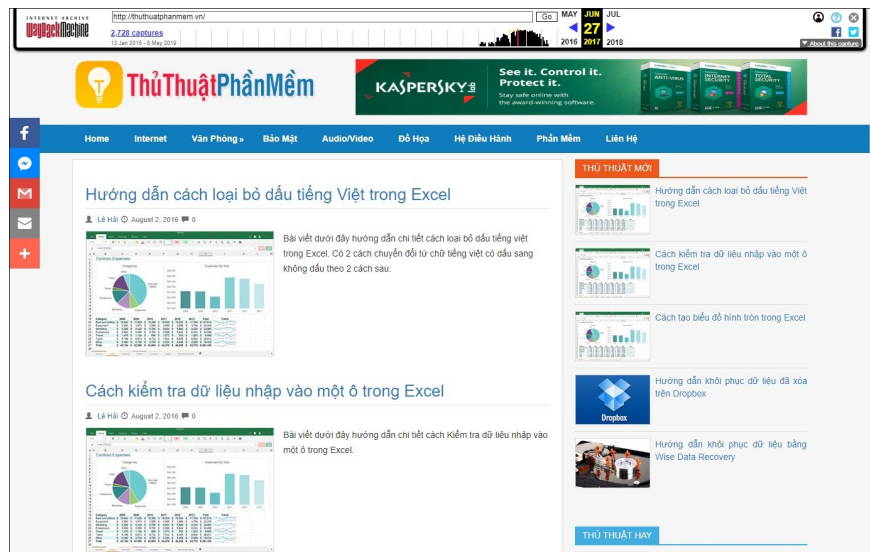 INTERNET ARCHIVE
WayBackMachine
http://thuthuatphanmem.vn/
Go
MAY JUN JUL
2,728 captures
27
13 Jan 2015 - 8 May 2019
2016 2017 2018
About this capture
ThủThuậtPhầnMềm
KASPERSKY lab
See it. Control it.
Protect it.
Stay safe online with
the award-winning software.
ANTI-VIRUS
INTERNET SECURITY
TOTAL SECURITY
Home Internet Văn Phòng » Bảo Mật Audio/Video Đồ Họa Hệ Điều Hành Phần Mềm Liên Hệ
Hướng dẫn cách loại bỏ dấu tiếng Việt trong Excel
Lê Hải August 2, 2016 0
Bài viết dưới đây hướng dẫn chi tiết cách loại bỏ dấu tiếng việt
trong Excel. Có 2 cách chuyển đổi từ chữ tiếng việt có dấu sang
không dấu theo 2 cách sau:
Cách kiểm tra dữ liệu nhập vào một ô trong Excel
Lê Hải August 2, 2016 0
Bài viết dưới đây hướng dẫn chi tiết cách Kiểm tra dữ liệu nhập vào
một ô trong Excel.
THỦ THUẬT MỚI
Hướng dẫn cách loại bỏ dấu tiếng Việt
trong Excel
Cách kiểm tra dữ liệu nhập vào một ô
trong Excel
Cách tạo biểu đồ hình tròn trong Excel
Hướng dẫn khôi phục dữ liệu đã xóa
trên Dropbox
Dropbox
Hướng dẫn khôi phục dữ liệu bằng
Wise Data Recovery
THỦ THUẬT HAY